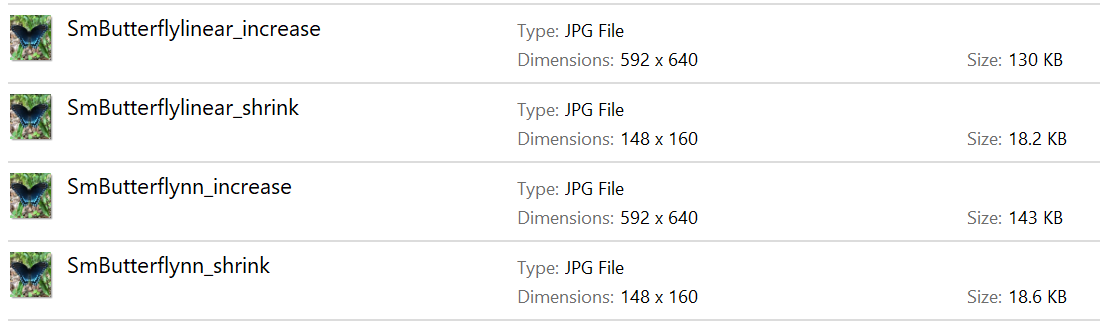 SmButterflylinear_increase
Type: JPG File
Dimensions: 592 x 640 Size: 130 KB
SmButterflylinear_shrink
Type: JPG File
Dimensions: 148 x 160 Size: 18.2 KB
SmButterflynn_increase
Type: JPG File
Dimensions: 592 x 640 Size: 143 KB
SmButterflynn_shrink
Type: JPG File
Dimensions: 148 x 160 Size: 18.6 KB